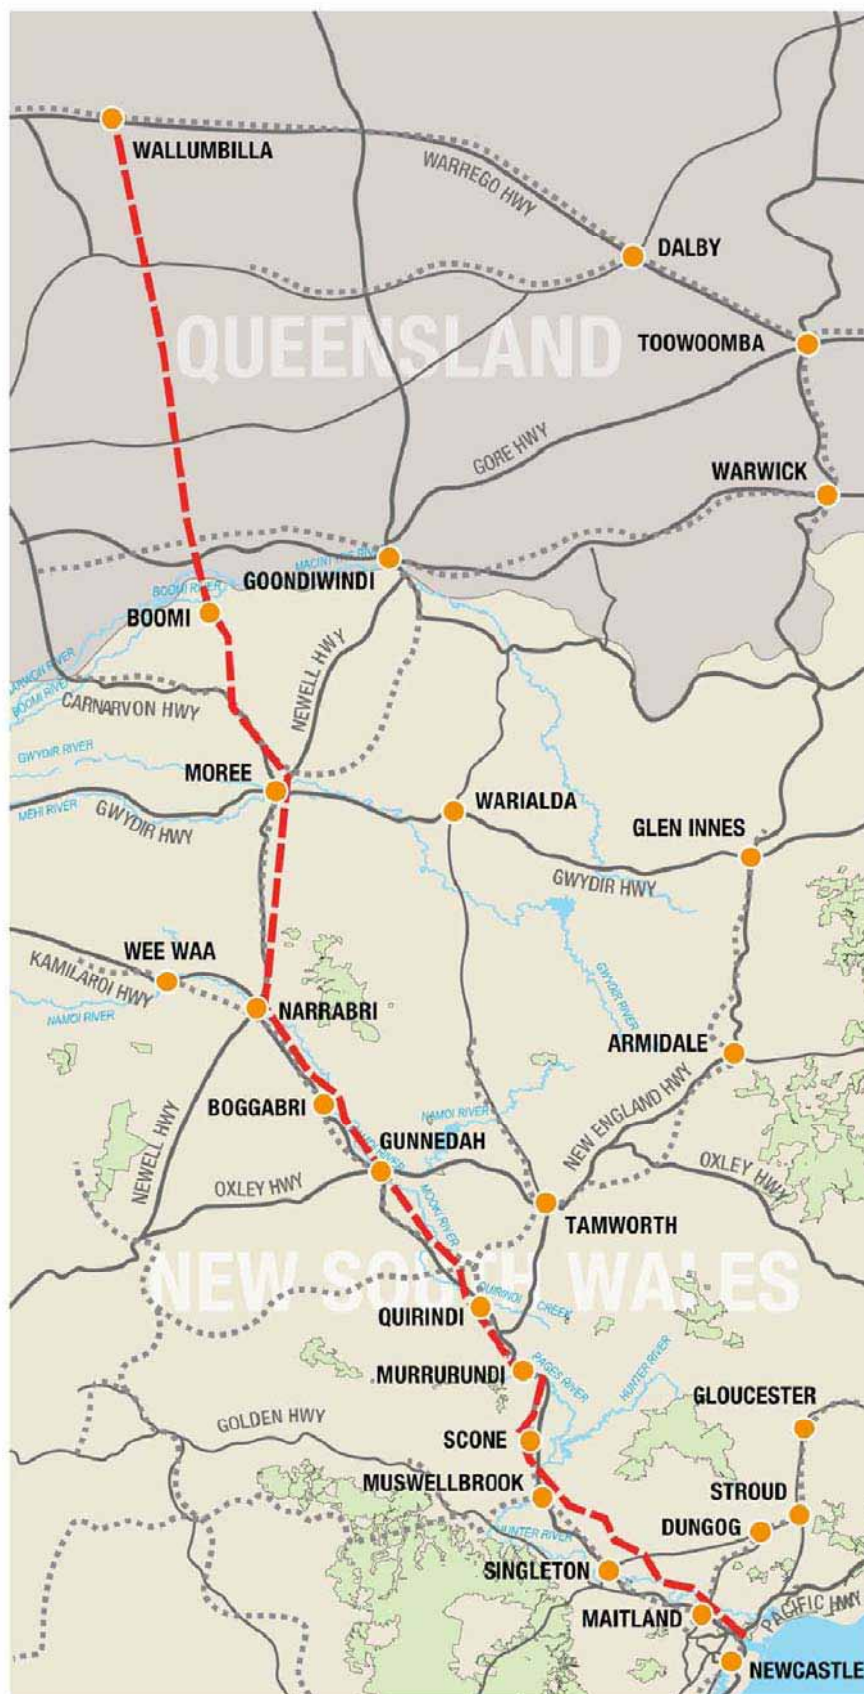 WALLUMBILLA
WARREGO HWY
DALBY
QUEENSLAND
TOOWOOMBA
GORE HWY
WARWICK
GOONDIWINDI
BOOMI RIVER
BOOMI
NEWELL HWY
BOOMI RIVER
CARNARVON HWY
GWYDIR RIVER
MOREE
MEHI RIVER
GWYDIR HWY
WARIALDA
GLEN INNES
GWYDIR HWY
WEE WAA
KAMILAROI HWY
NAMOI RIVER
NARRABRI
GWYDIR RIVER
ARMIDALE
BOGGABRI
NAMOI RIVER
NEW ENGLAND HWY
NEWELL HWY
GUNNEDAH
OXLEY HWY
OXLEY HWY
MOOKI RIVER
TAMWORTH
NEW SOUTH WALES
QUIRINDI CREEK
QUIRINDI
MURRURUNDI
PAGES RIVER
HUNTER RIVER
GLOUCESTER
GOLDEN HWY
SCONE
MUSWELLBROOK
STROUD
DUNGOG
HUNTER RIVER
SINGLETON
MAITLAND
PACIFIC HWY
NEWCASTLE